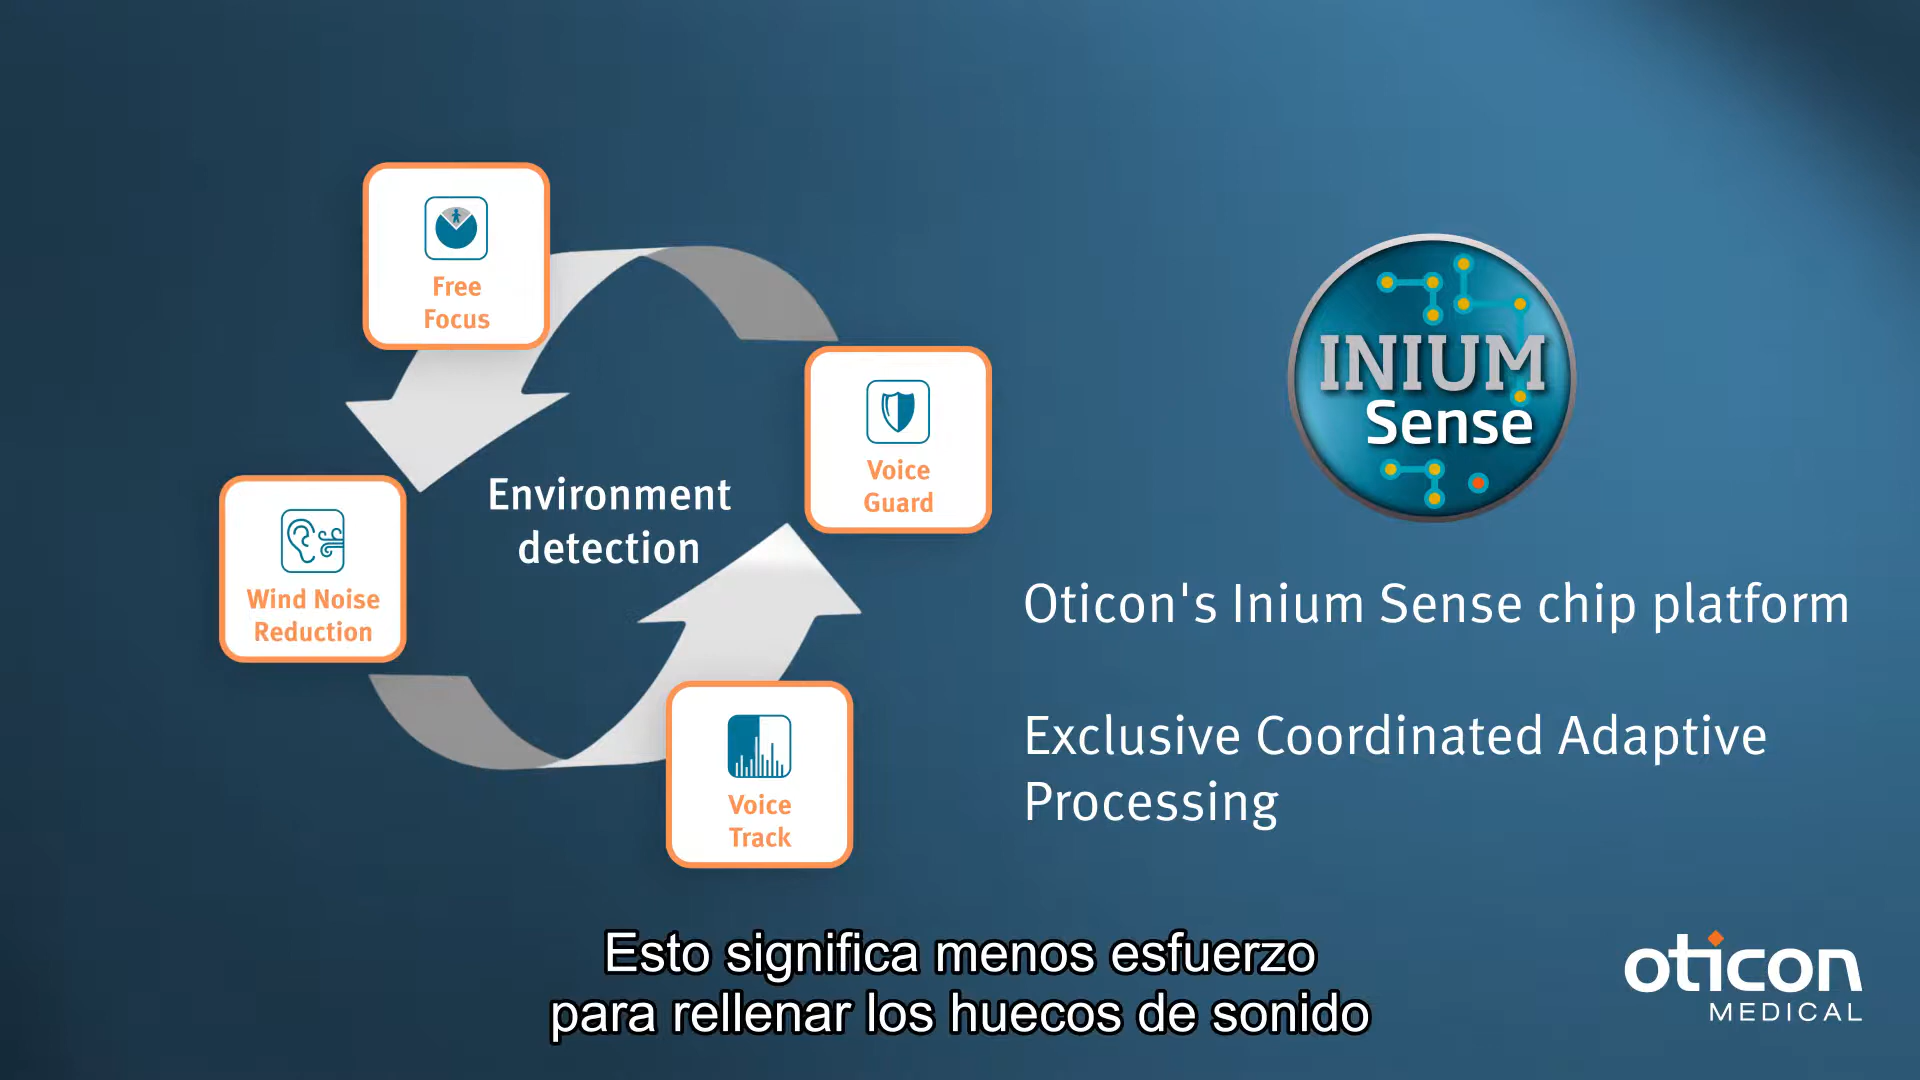 Free
Focus
Voice
Guard
Environment
detection
Wind Noise
Reduction
Voice
Track
INIUM
Sense
Oticon's Inium Sense chip platform
Exclusive Coordinated Adaptive
Processing
Esto significa menos esfuerzo
para rellenar los huecos de sonido
oticon
MEDICAL